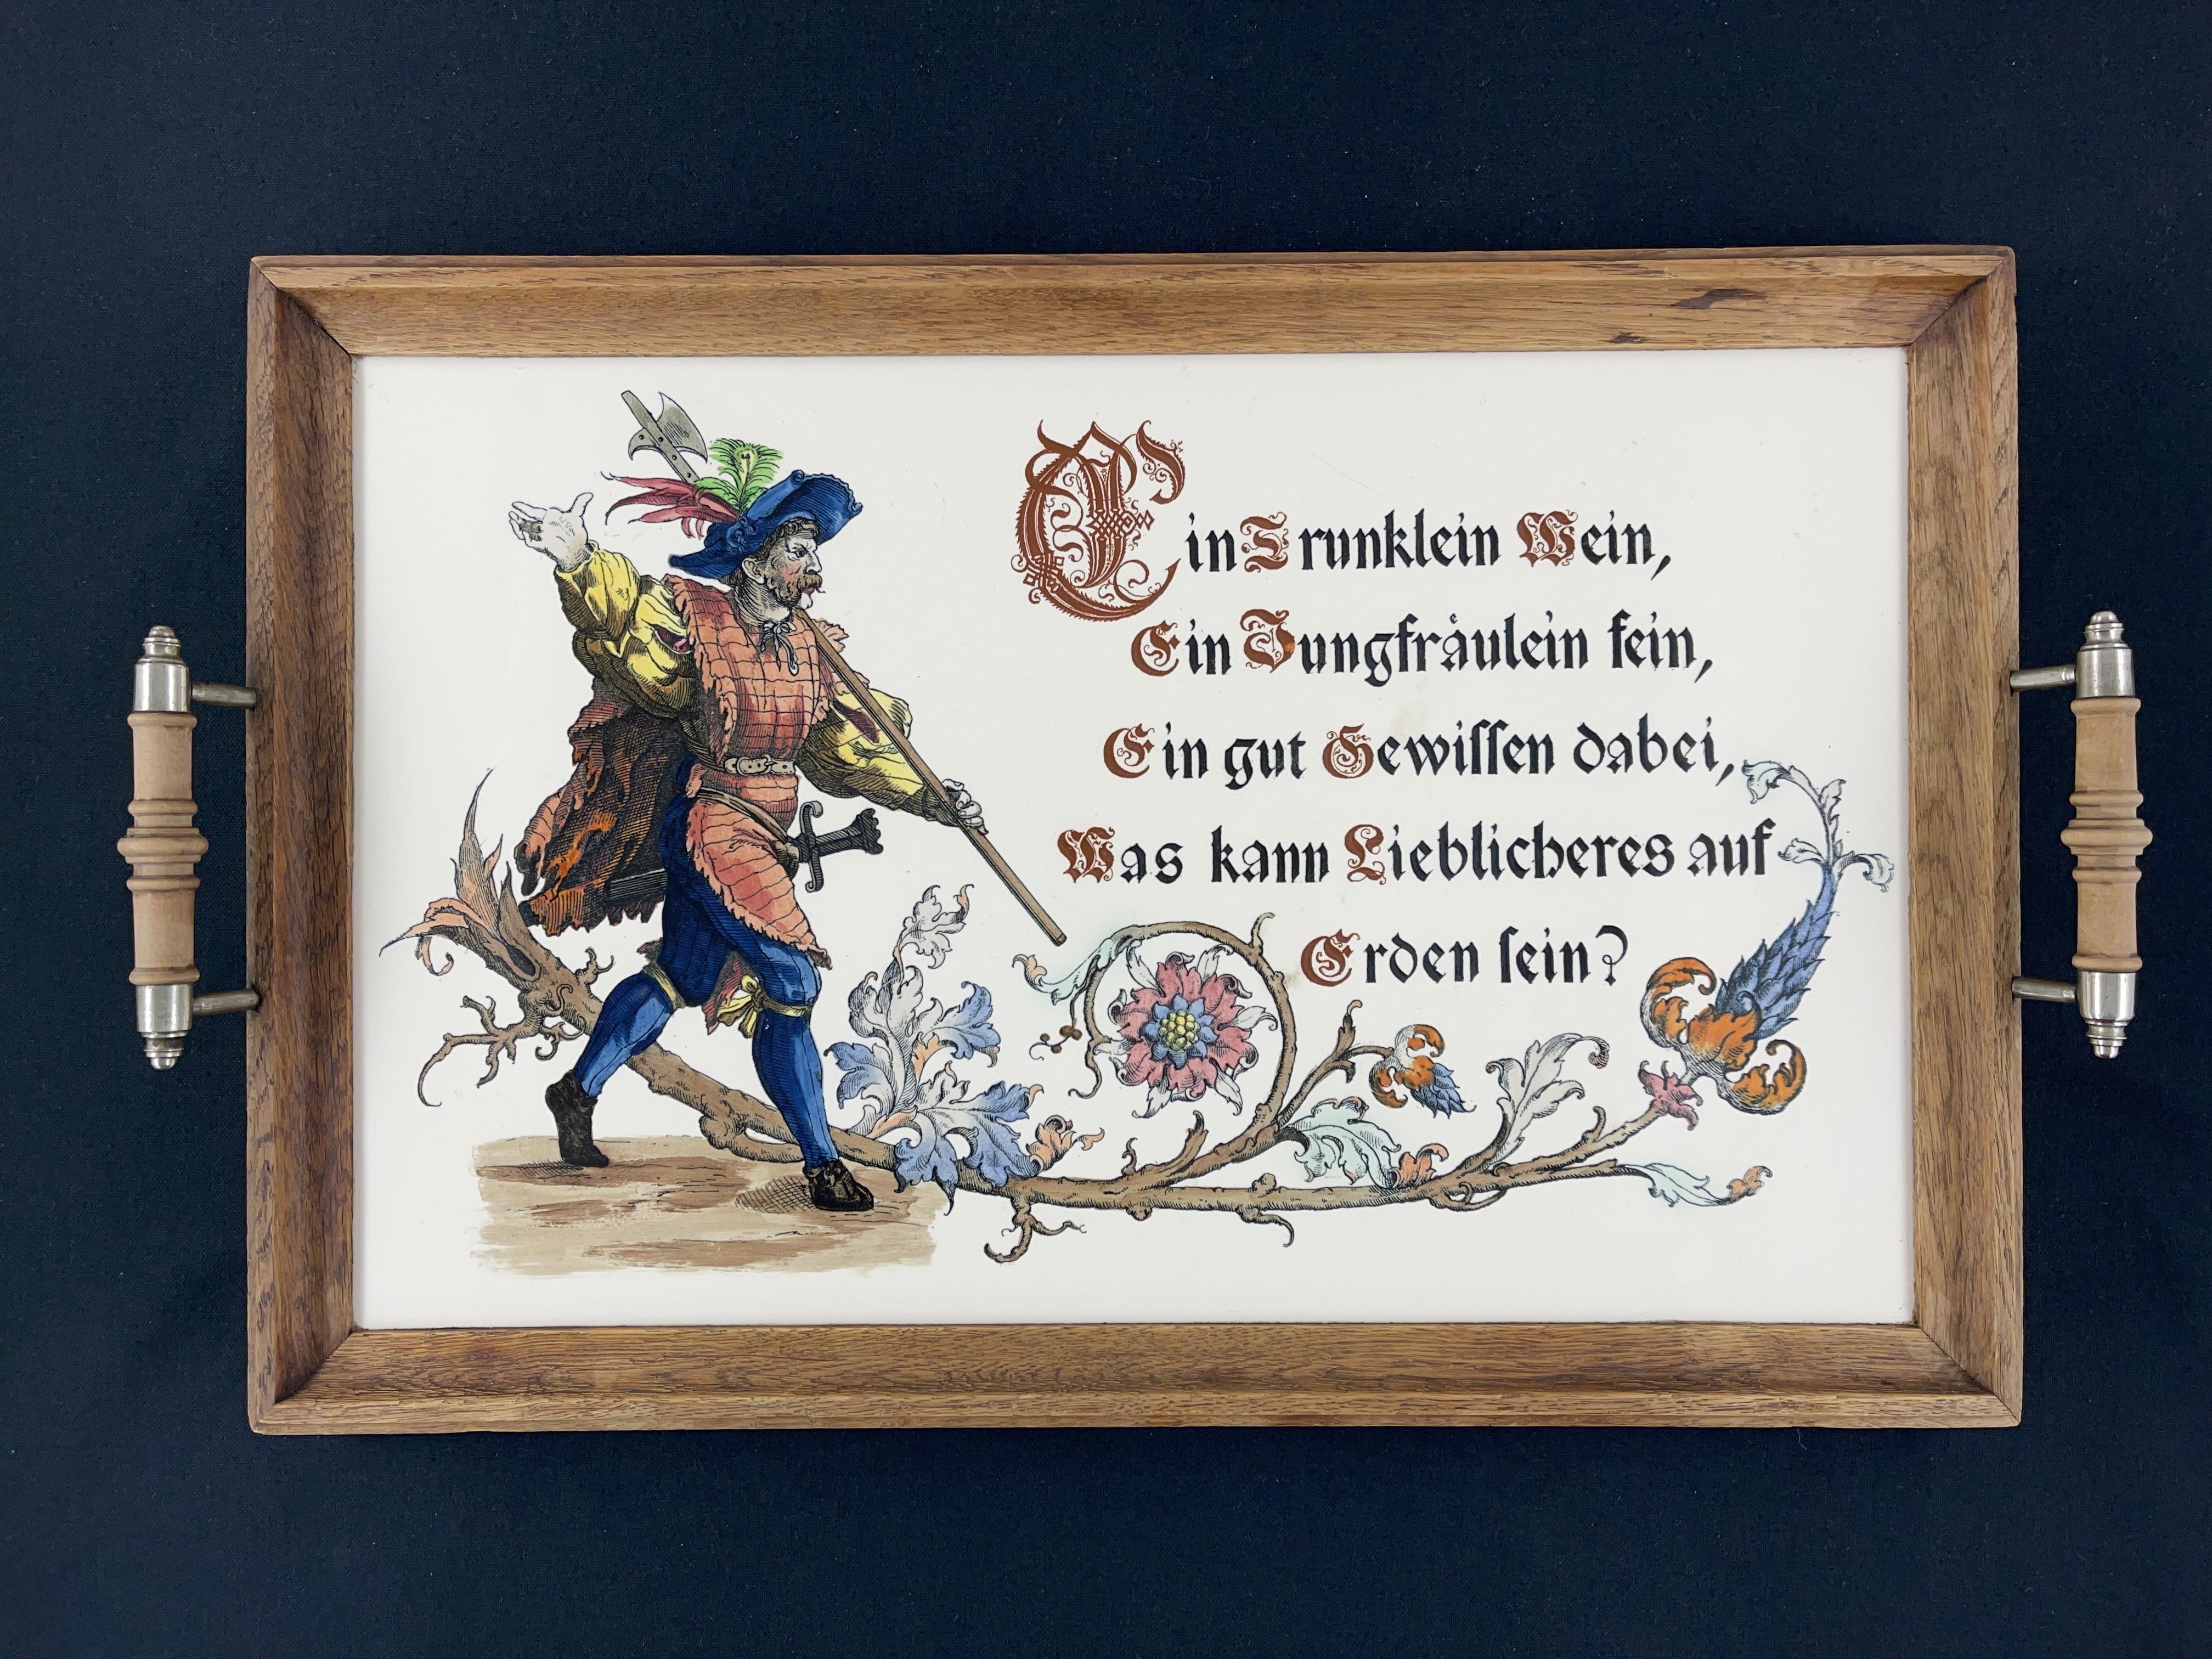 Ein Trunklein Wein,
Ein Jungfräulein fein,
Ein gut Gewissen dabei,
Was kann Lieblicheres auf
Erden sein?